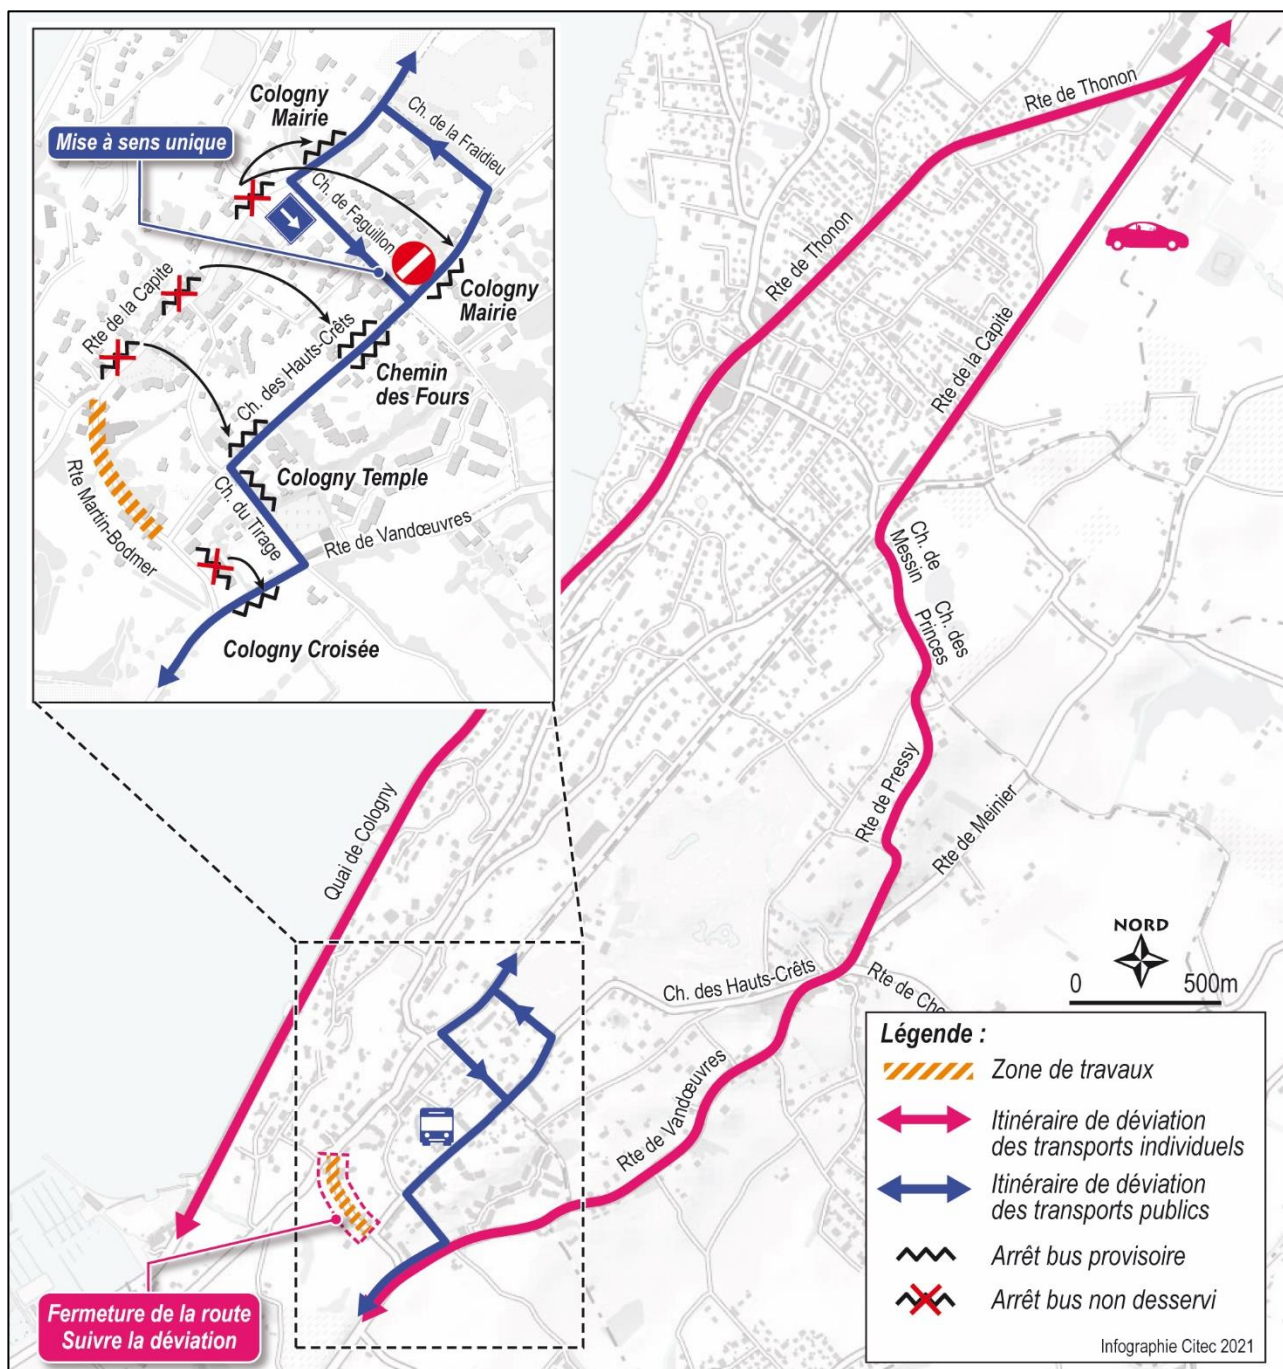 Cologny
Mairie
Ch. de la Fraidieu
Mise à sens unique
Ch. de Faguillon
Cologny
Mairie
Rte de la Capite
Ch. des Hauts-Crêts
Chemin
des Fours
Cologny Temple
Ch. du Tirage
Rte de Vandœuvres
Rte Martin-Bodmer
Cologny Croisée
Rte de Thonon
Rte de Thonon
Rte de la Capite
Ch. de
Messin
Ch. des
Princes
Rte de Pressy
Rte de Meinier
Quai de Cologny
Ch. des Hauts-Crêts
Rte de Cho
Rte de Vandœuvres
NORD
0 500m
Fermeture de la route
Suivre la déviation
Légende :
Zone de travaux
Itinéraire de déviation
des transports individuels
Itinéraire de déviation
des transports publics
Arrêt bus provisoire
Arrêt bus non desservi
Infographie Citec 2021